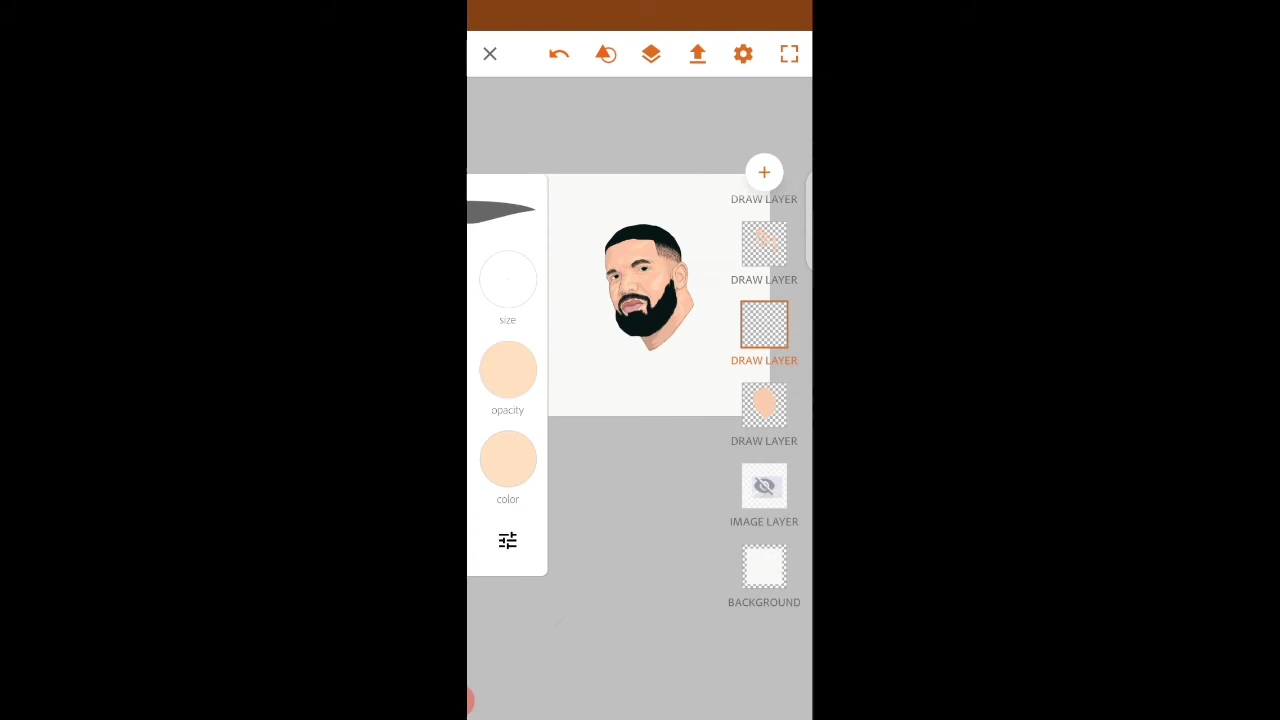 DRAW LAYER
DRAW LAYER
size
DRAW LAYER
opacity
DRAW LAYER
color
IMAGE LAYER
BACKGROUND